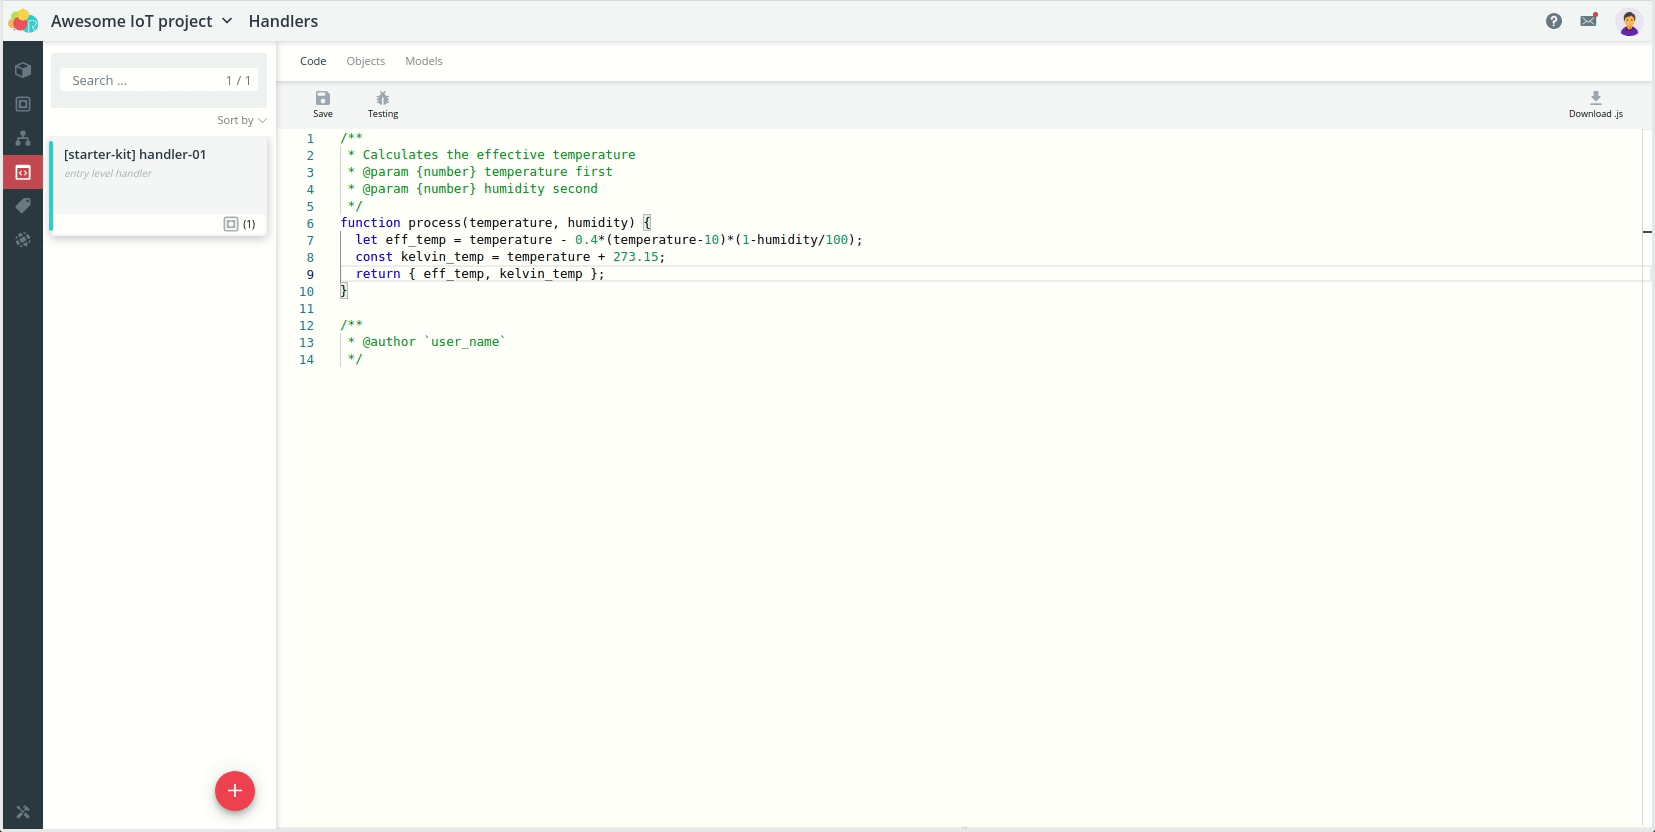 Awesome IoT project Handlers
Search ... 1 / 1
Sort by
[starter-kit] handler-01
entry level handler
(1)
Code Objects Models
Save Testing Download .js
1 /**
2  * Calculates the effective temperature
3  * @param {number} temperature first
4  * @param {number} humidity second
5  */
6 function process(temperature, humidity) {
7   let eff_temp = temperature - 0.4*(temperature-10)*(1-humidity/100);
8   const kelvin_temp = temperature + 273.15;
9   return { eff_temp, kelvin_temp };
10 }
11
12 /**
13  * @author `user_name`
14  */